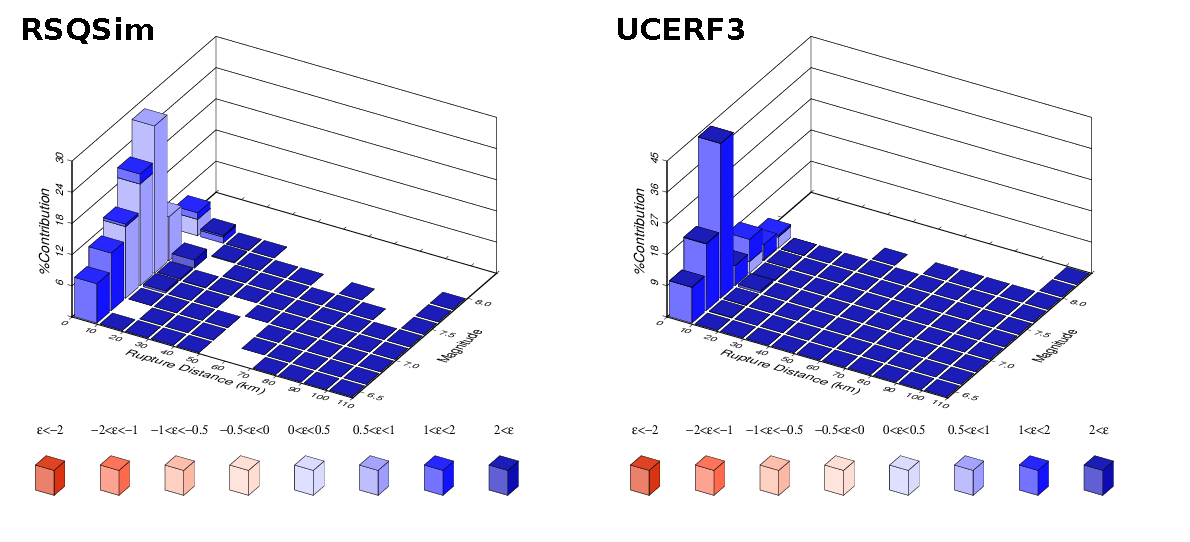 RSQSim
%Contribution
30
24
18
12
6
0
10
20
30
40
50
60
70
80
90
100
110
Rupture Distance (km)
6.5
7.0
7.5
8.0
Magnitude
ε<−2
−2<ε<−1
−1<ε<−0.5
−0.5<ε<0
0<ε<0.5
0.5<ε<1
1<ε<2
2<ε
UCERF3
%Contribution
45
36
27
18
9
0
10
20
30
40
50
60
70
80
90
100
110
Rupture Distance (km)
6.5
7.0
7.5
8.0
Magnitude
ε<−2
−2<ε<−1
−1<ε<−0.5
−0.5<ε<0
0<ε<0.5
0.5<ε<1
1<ε<2
2<ε